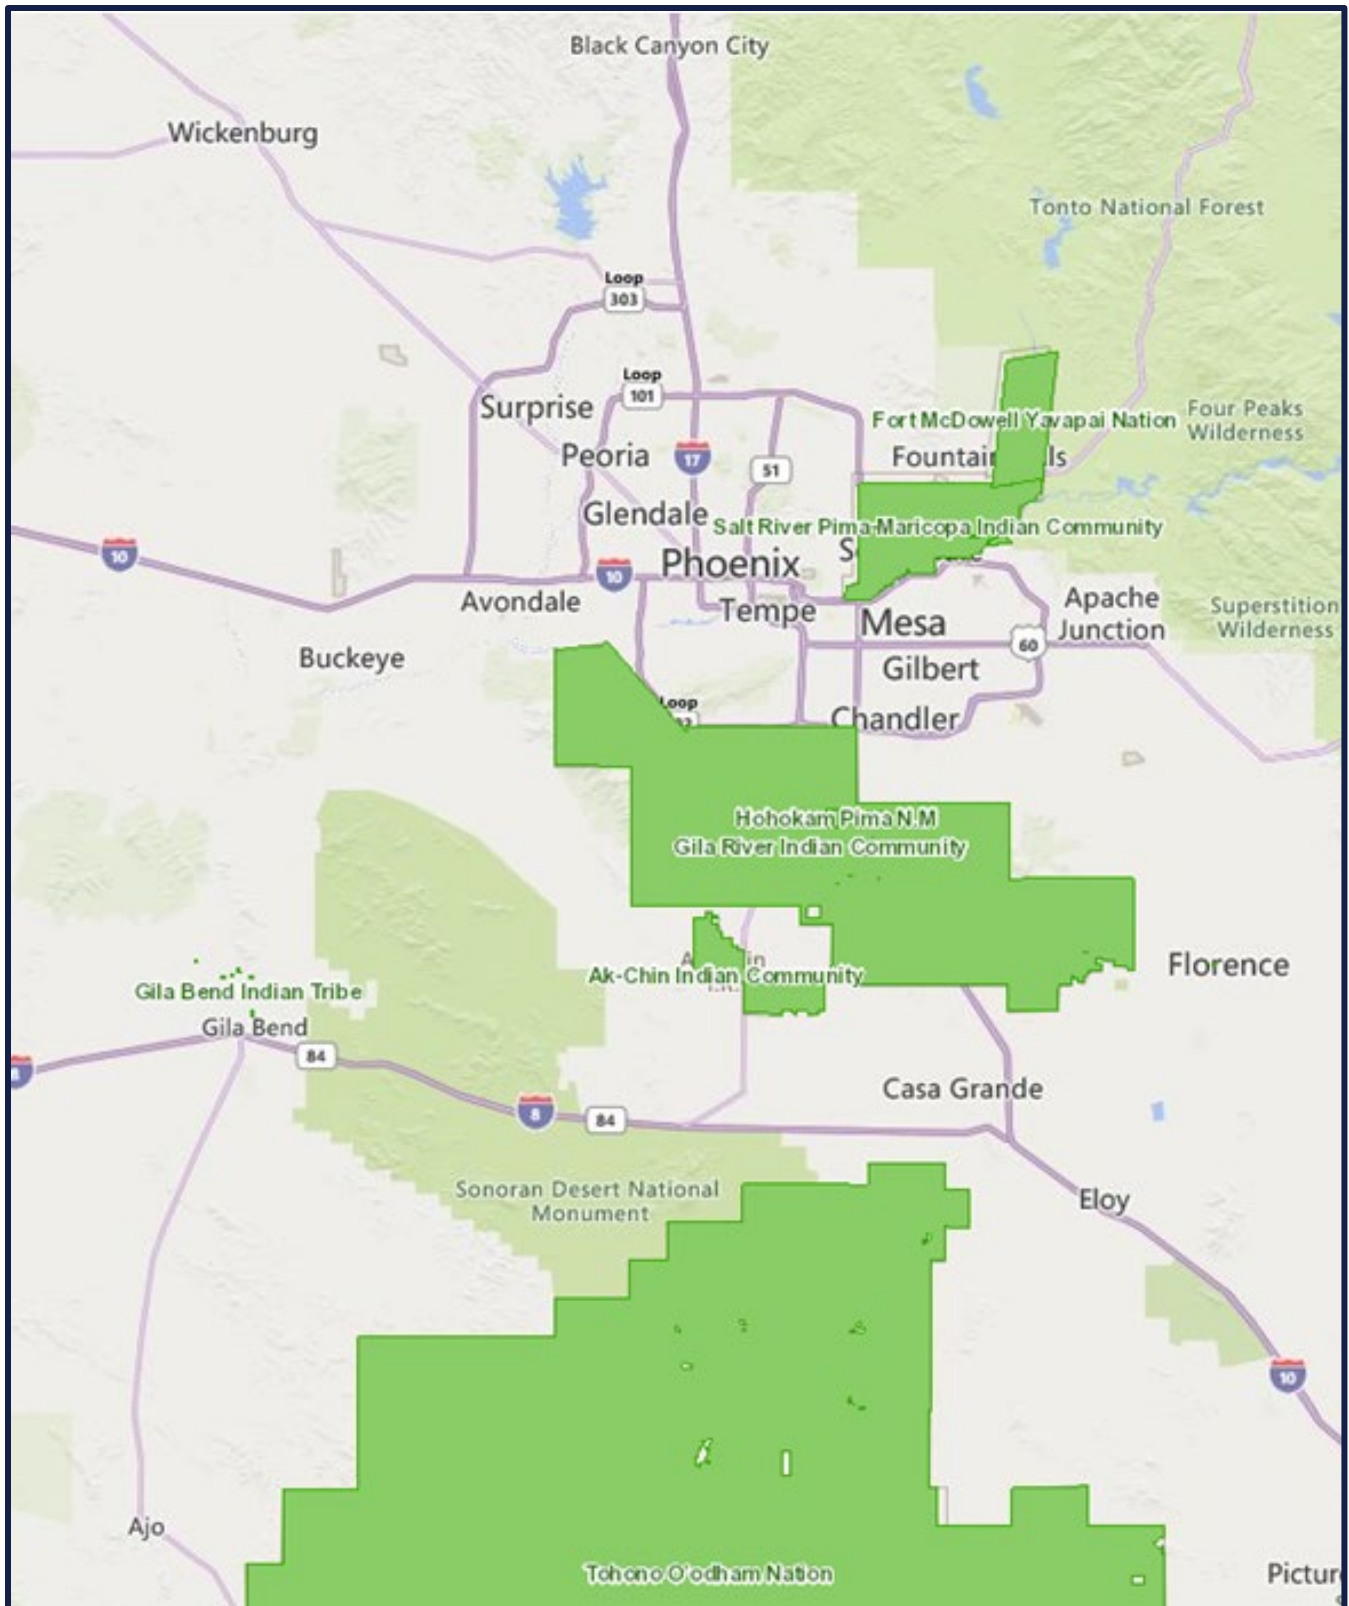 Black Canyon City
Wickenburg
Tonto National Forest
Loop
303
Loop
101
Surprise
Fort McDowell Yavapai Nation
Four Peaks
Wilderness
Peoria
17
51
Glendale
Salt River Pima-Maricopa Indian Community
10
Phoenix
10
Avondale
Tempe
Mesa
Apache
Junction
Superstition
Wilderness
60
Buckeye
Gilbert
Loop
Chandler
Hohokam Pima N.M
Gila River Indian Community
Florence
Ak-Chin Indian Community
Gila Bend Indian Tribe
Gila Bend
84
8
84
Casa Grande
Sonoran Desert National
Monument
Eloy
10
Ajo
Tohono O'odham Nation